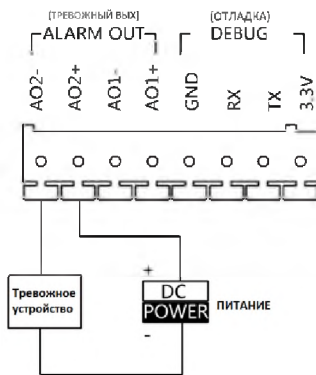 (ТРЕВОЖНЫЙ ВЫХ) (ОТЛАДКА)
ALARM OUT DEBUG
AO2- AO2+ AO1- AO1+ GND RX TX 3.3V
+
DC
POWER ПИТАНИЕ
-
Тревожное
устройство